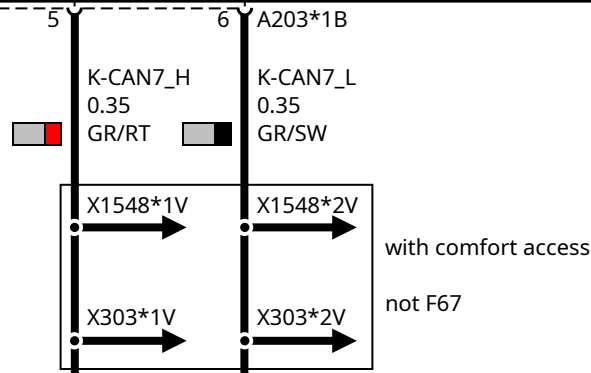 5
6 A203*1B
K-CAN7_H K-CAN7_L
0.35 0.35
GR/RT GR/SW
X1548*1V X1548*2V
with comfort access
not F67
X303*1V X303*2V